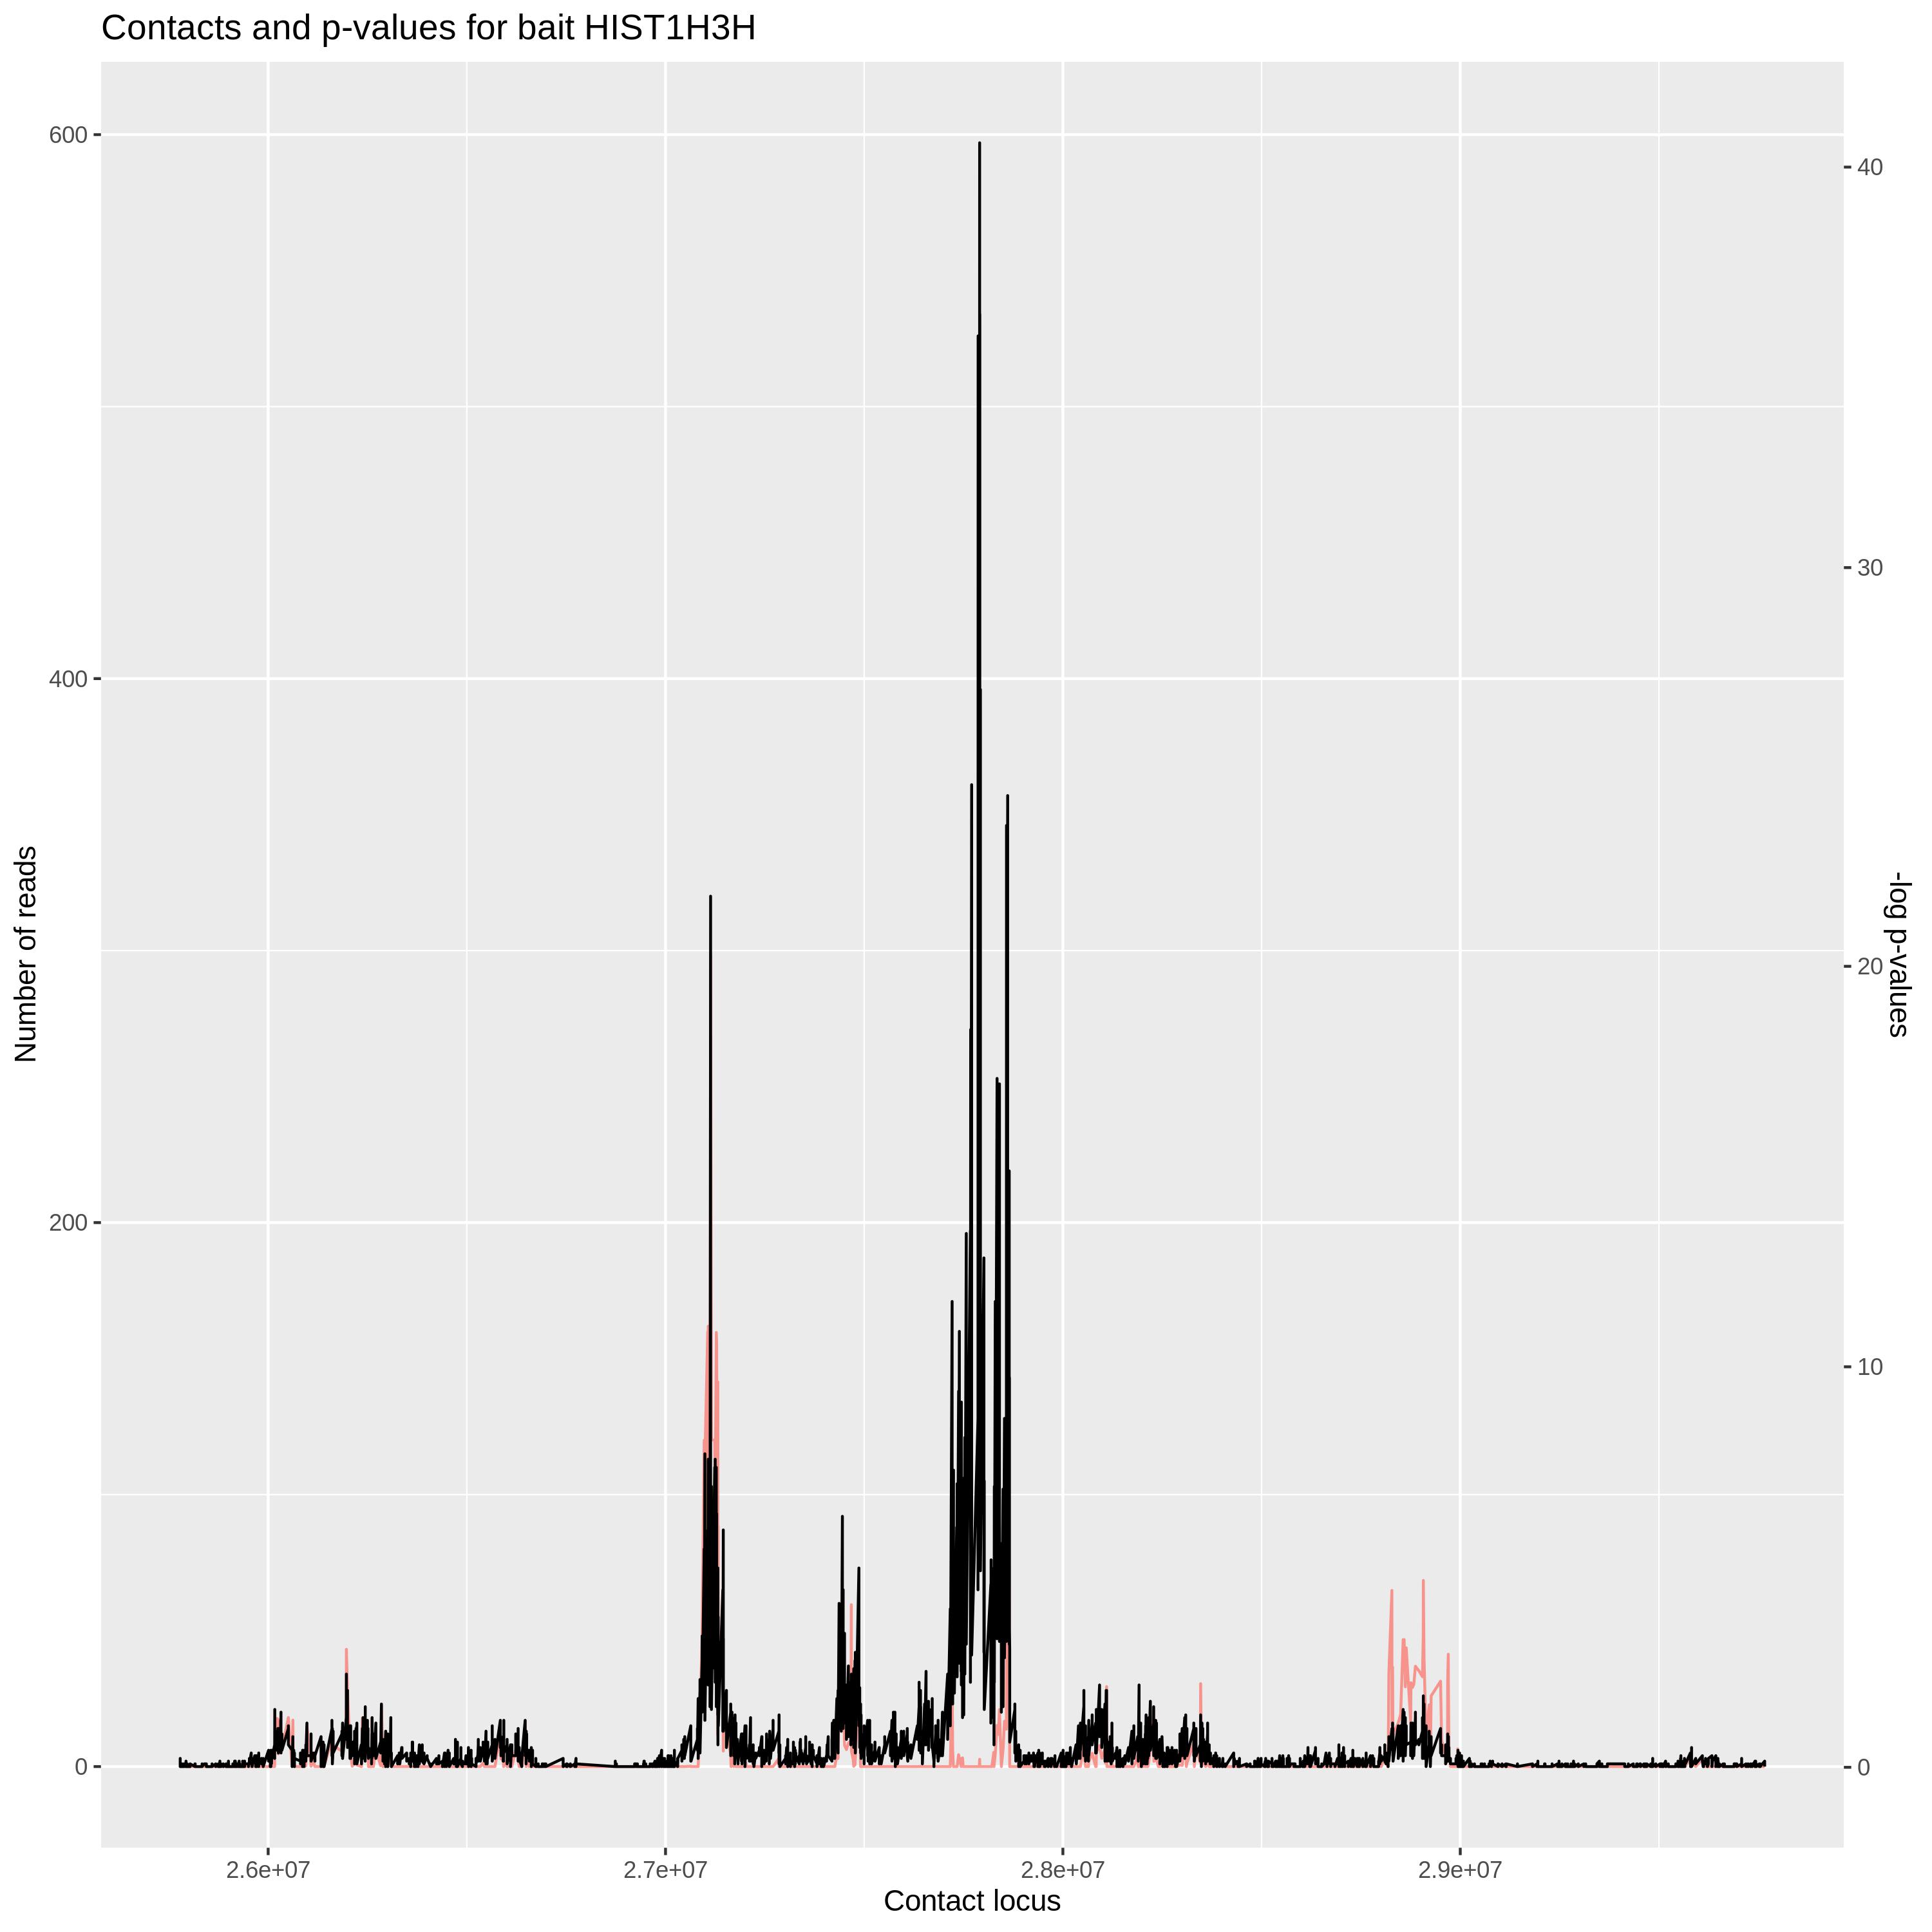 Contacts and p-values for bait HIST1H3H
600
400
200
0
Number of reads
40
30
20
10
0
-log p-values
2.6e+07
2.7e+07
2.8e+07
2.9e+07
Contact locus